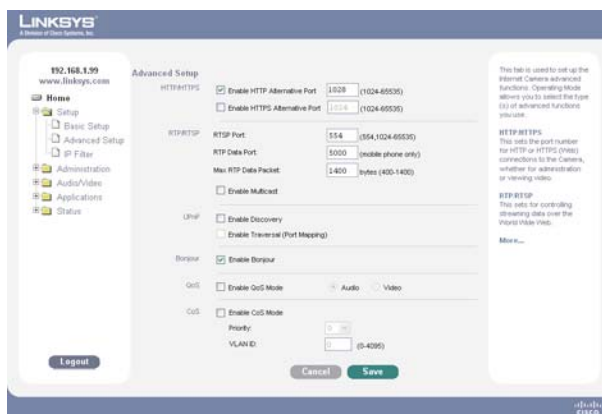 LINKSYS®
A Division of Cisco Systems, Inc.
192.168.1.99
www.linksys.com
Home
Setup
Basic Setup
Advanced Setup
IP Filter
Administration
Audio/Video
Applications
Status
Logout
Advanced Setup
HTTP/HTTPS
Enable HTTP Alternative Port 1028 (1024-65535)
Enable HTTPS Alternative Port 1024 (1024-65535)
RTP/RTSP
RTSP Port: 554 (554,1024-65535)
RTP Data Port: 5000 (mobile phone only)
Max RTP Data Packet: 1400 bytes (400-1400)
Enable Multicast
UPnP
Enable Discovery
Enable Traversal (Port Mapping)
Bonjour
Enable Bonjour
QoS
Enable QoS Mode Audio Video
CoS
Enable CoS Mode
Priority: 0
VLAN ID: 0 (0-4095)
Cancel Save
This tab is used to set up the
Internet Camera advanced
functions. Operating Mode
allows you to select the type
(s) of advanced functions
you use.
HTTP/HTTPS
This sets the port number
for HTTP or HTTPS (Web)
connections to the Camera,
whether for administration
or viewing video.
RTP/RTSP
This sets for controlling
streaming data over the
World Wide Web.
More...
CISCO